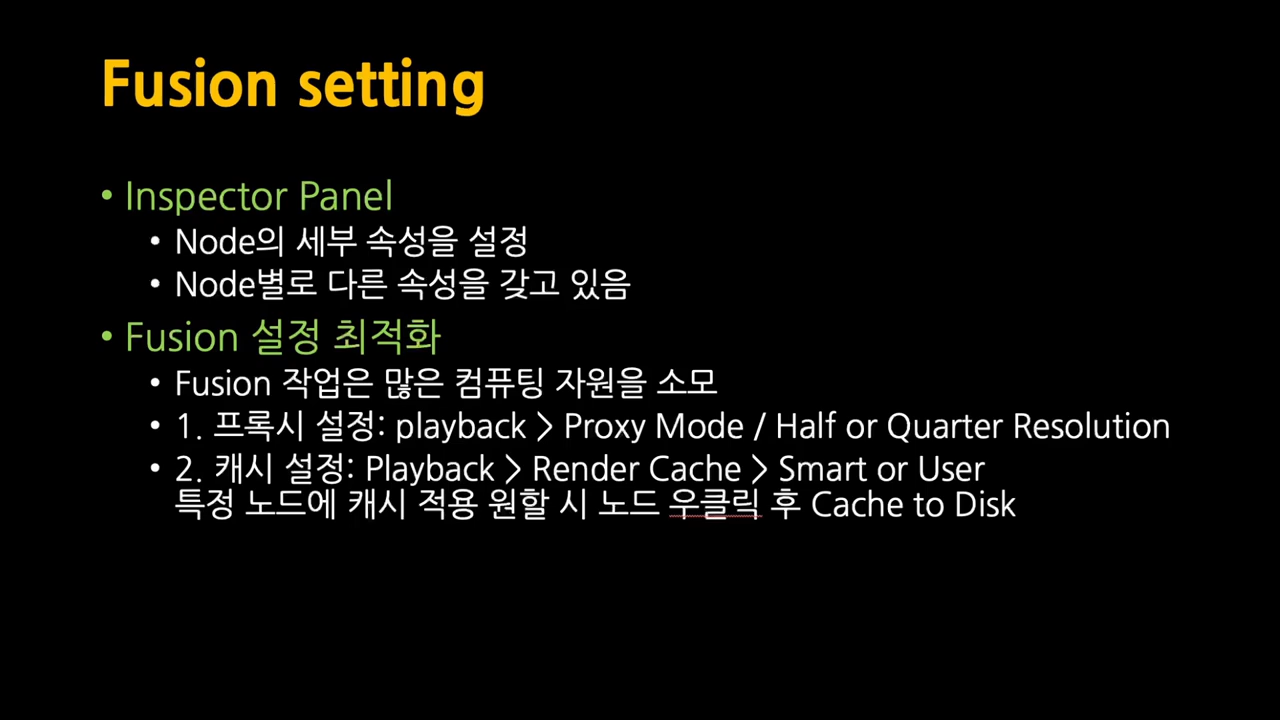 Fusion setting
• Inspector Panel
• Node의 세부 속성을 설정
• Node별로 다른 속성을 갖고 있음
• Fusion 설정 최적화
• Fusion 작업은 많은 컴퓨팅 자원을 소모
• 1. 프록시 설정: playback > Proxy Mode / Half or Quarter Resolution
• 2. 캐시 설정: Playback > Render Cache > Smart or User
특정 노드에 캐시 적용 원할 시 노드 우클릭 후 Cache to Disk